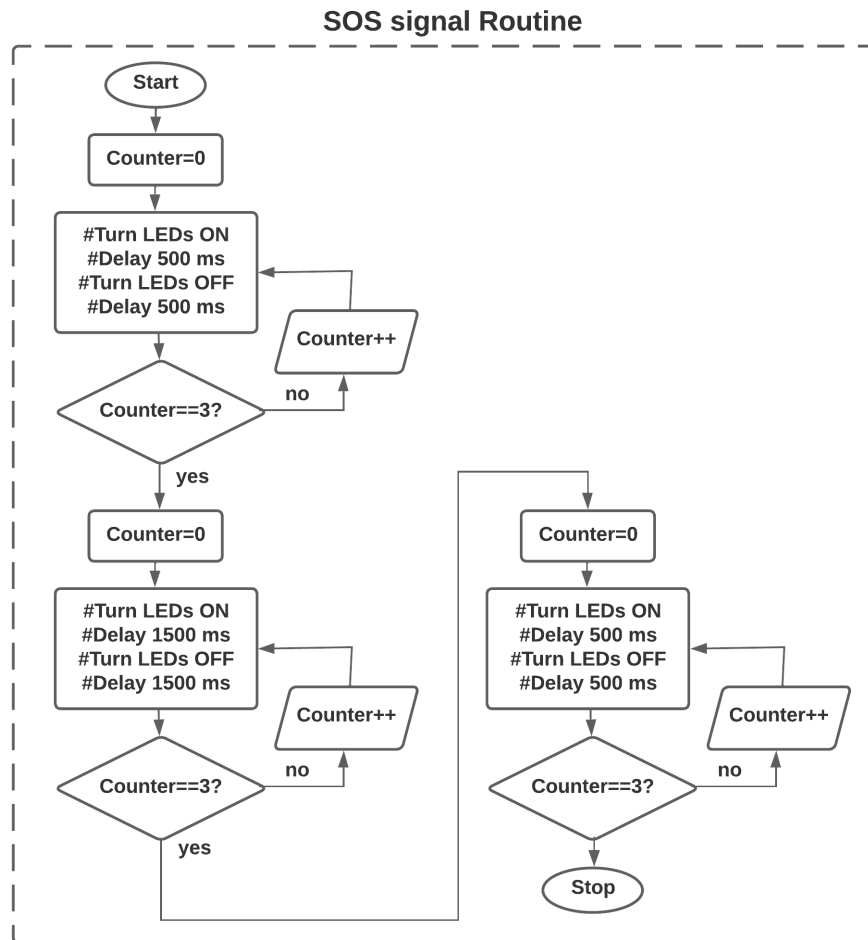 SOS signal Routine
Start
Counter=0
#Turn LEDs ON
#Delay 500 ms
#Turn LEDs OFF
#Delay 500 ms
Counter++
Counter==3?
no
yes
Counter=0
#Turn LEDs ON
#Delay 1500 ms
#Turn LEDs OFF
#Delay 1500 ms
Counter++
Counter==3?
no
yes
Counter=0
#Turn LEDs ON
#Delay 500 ms
#Turn LEDs OFF
#Delay 500 ms
Counter++
Counter==3?
no
Stop